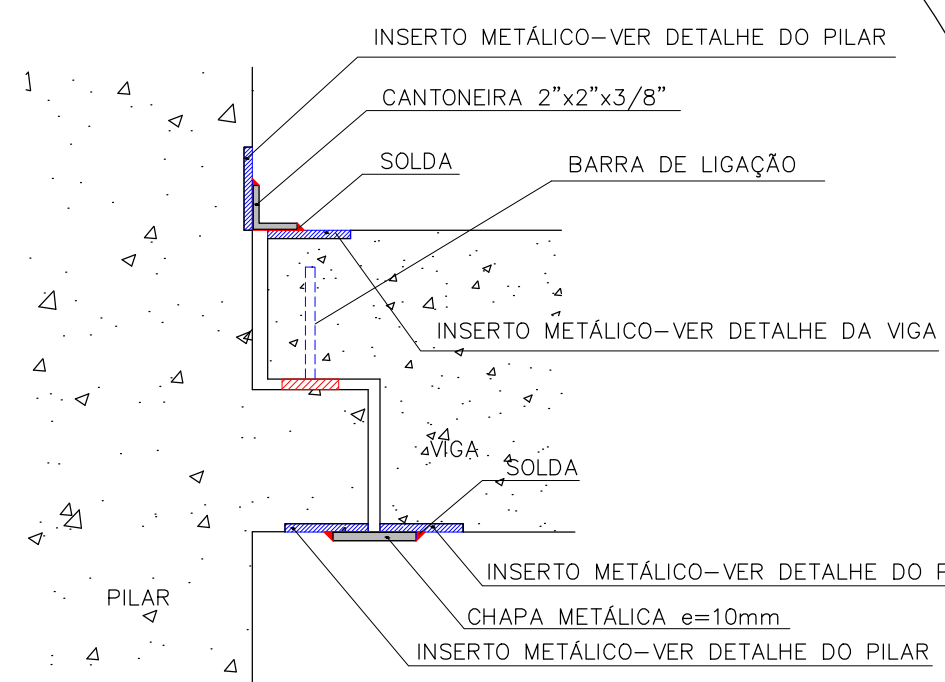 INSERTO METÁLICO-VER DETALHE DO PILAR
CANTONEIRA 2"x2"x3/8"
SOLDA
BARRA DE LIGAÇÃO
INSERTO METÁLICO-VER DETALHE DA VIGA
VIGA
SOLDA
INSERTO METÁLICO-VER DETALHE DO
PILAR
CHAPA METÁLICA e=10mm
INSERTO METÁLICO-VER DETALHE DO PILAR